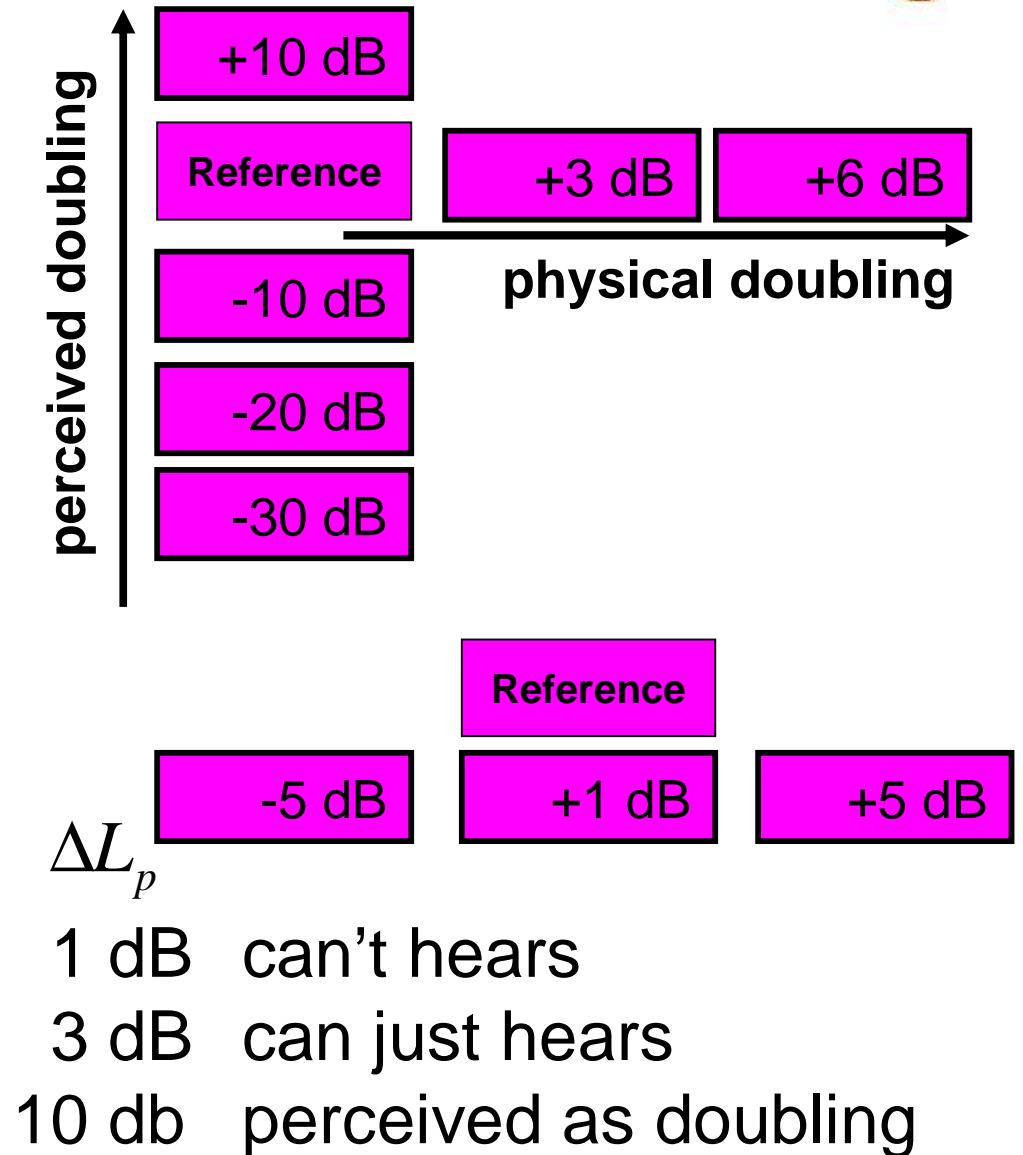 perceived doubling
+10 dB
Reference
+3 dB
+6 dB
physical doubling
-10 dB
-20 dB
-30 dB
Reference
-5 dB
+1 dB
+5 dB
ΔLp
1 dB can't hears
3 dB can just hears
10 db perceived as doubling